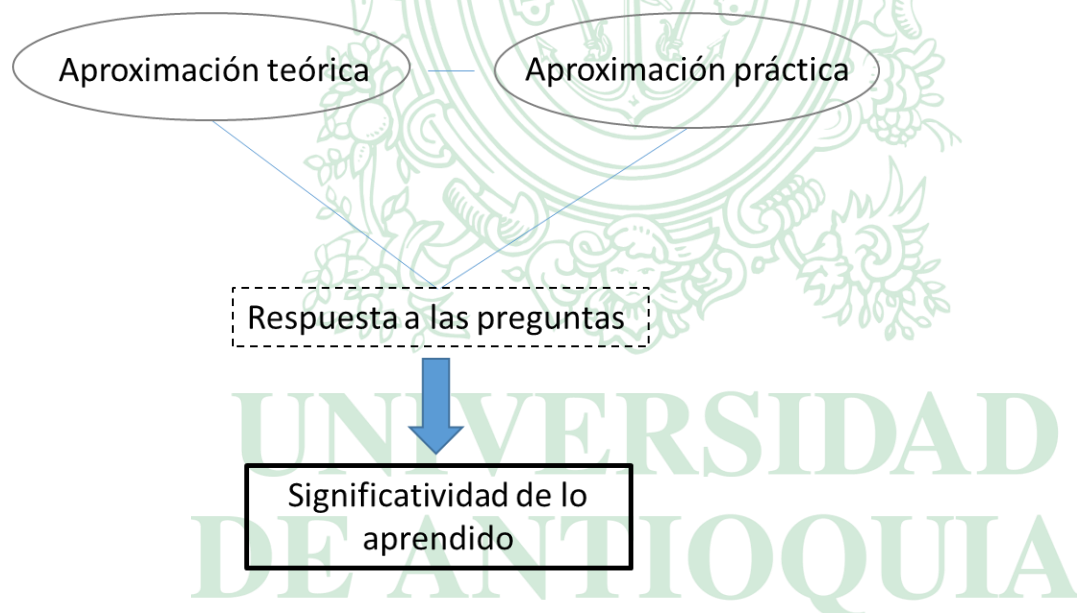 Aproximación teórica
Aproximación práctica
Respuesta a las preguntas
Significatividad de lo
aprendido
UNIVERSIDAD
DE ANTIOQUIA